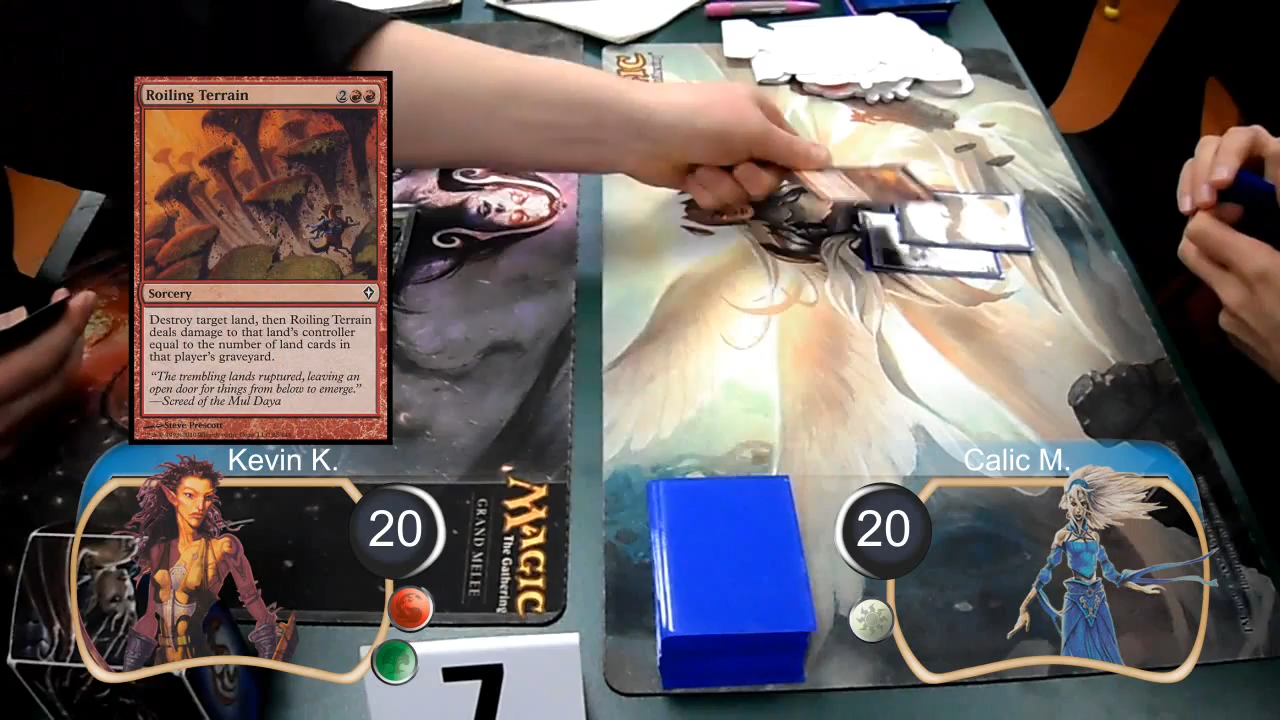 Roiling Terrain
2
Sorcery
Destroy target land, then Roiling Terrain
deals damage to that land's controller
equal to the number of land cards in
that player's graveyard.
"The trembling lands ruptured, leaving an
open door for things from below to emerge."
—Screed of the Mul Daya
Steve Prescott
Kevin K.
20
Calic M.
20
MAGIC
The Gathering
GRAND MELEE
7